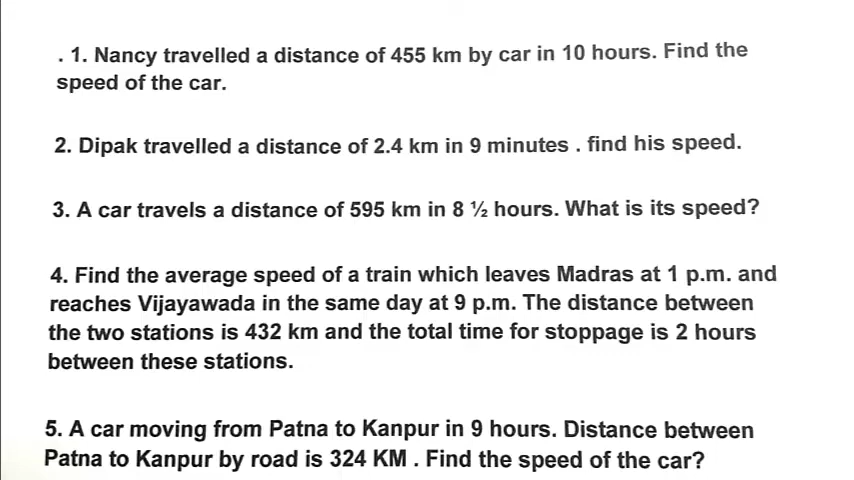 . 1. Nancy travelled a distance of 455 km by car in 10 hours. Find the
speed of the car.
2. Dipak travelled a distance of 2.4 km in 9 minutes . find his speed.
3. A car travels a distance of 595 km in 8 ½ hours. What is its speed?
4. Find the average speed of a train which leaves Madras at 1 p.m. and
reaches Vijayawada in the same day at 9 p.m. The distance between
the two stations is 432 km and the total time for stoppage is 2 hours
between these stations.
5. A car moving from Patna to Kanpur in 9 hours. Distance between
Patna to Kanpur by road is 324 KM . Find the speed of the car?